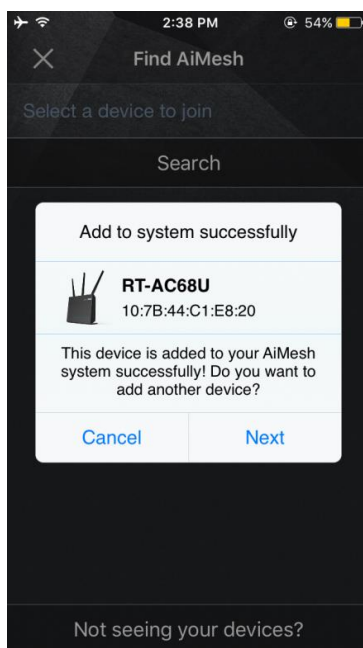 2:38 PM
54%
Find AiMesh
Select a device to join
Search
Add to system successfully
RT-AC68U
10:7B:44:C1:E8:20
This device is added to your AiMesh
system successfully! Do you want to
add another device?
Cancel
Next
Not seeing your devices?